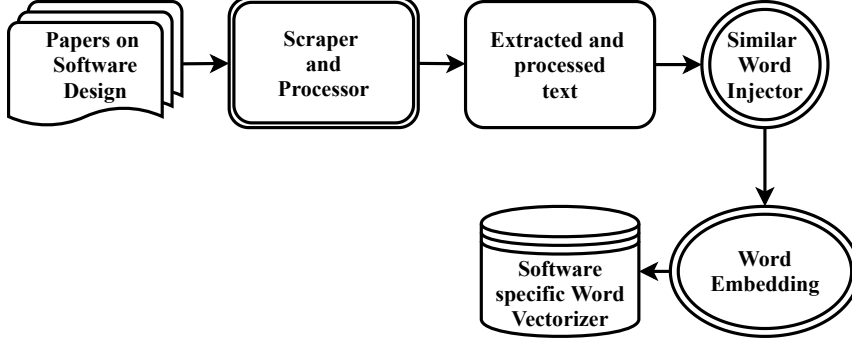 Papers on
Software
Design
Scraper
and
Processor
Extracted and
processed
text
Similar
Word
Injector
Word
Embedding
Software
specific Word
Vectorizer